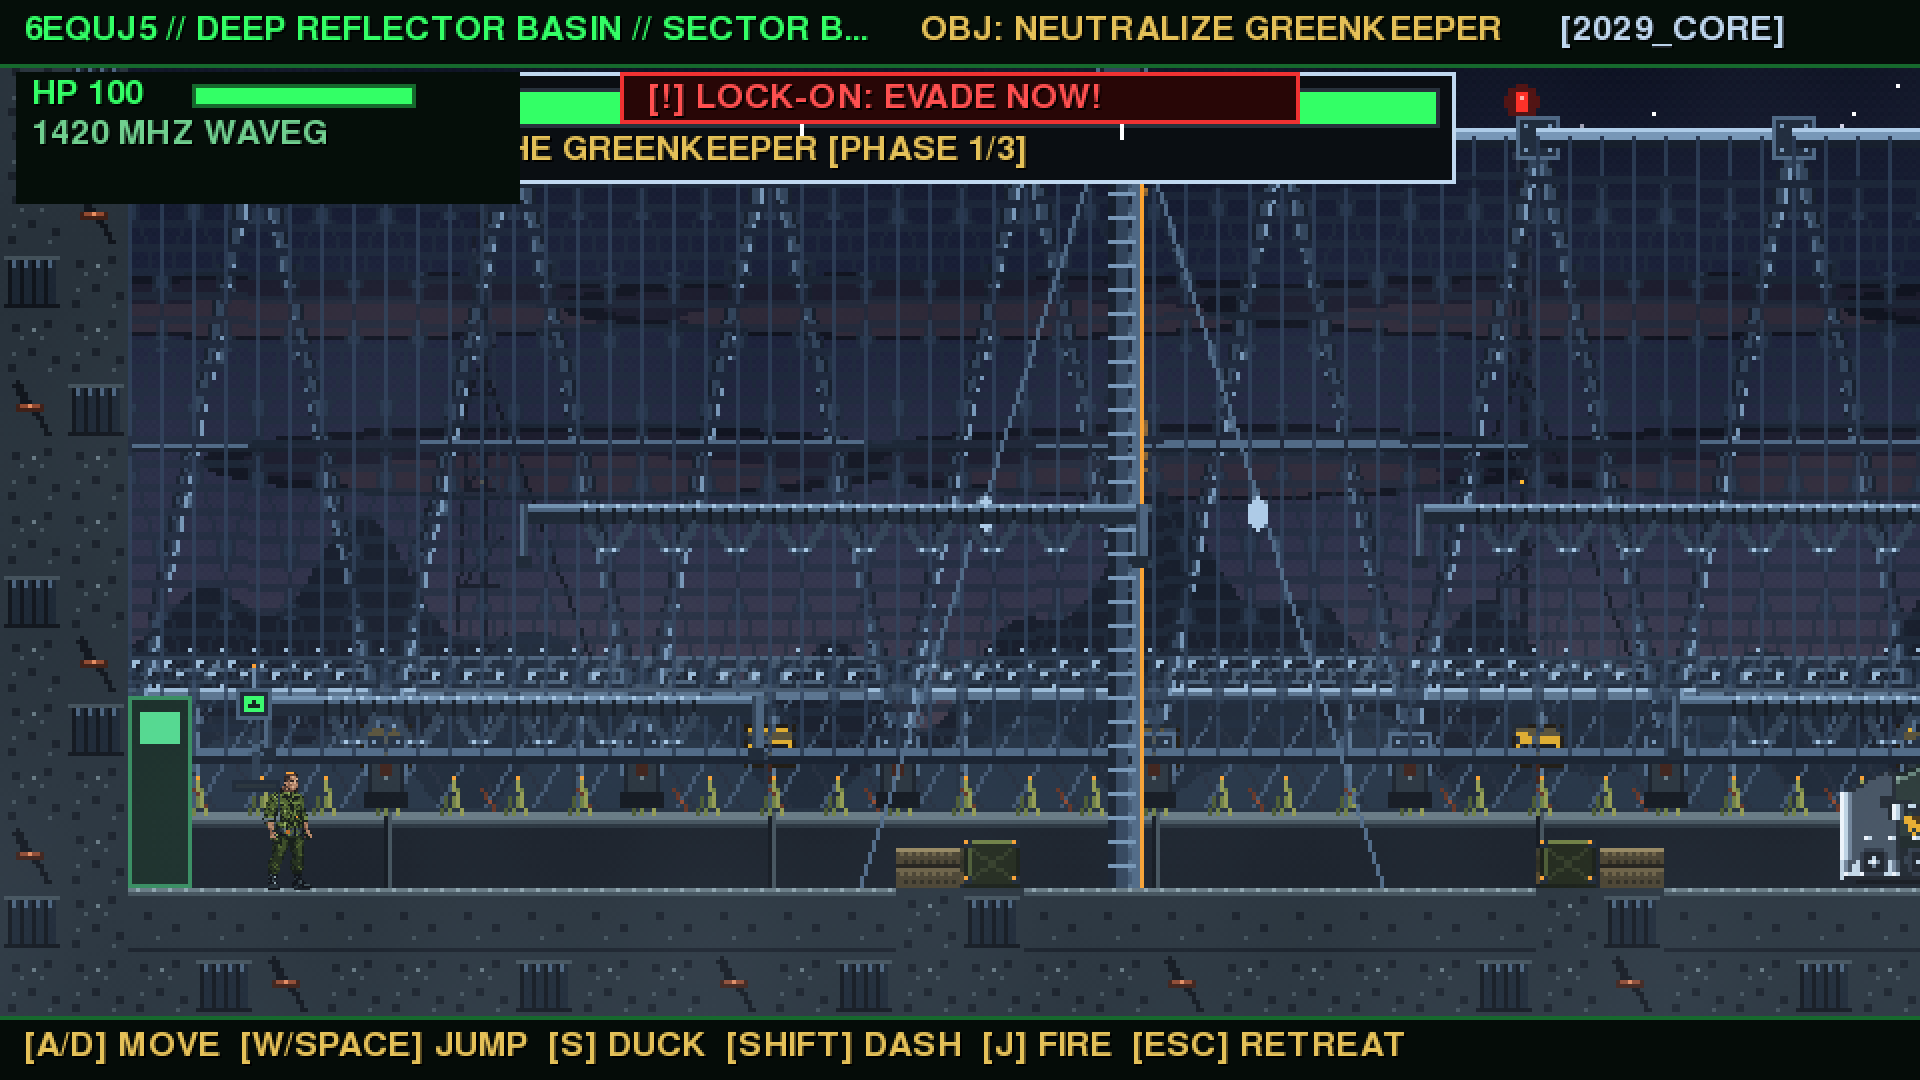 6EQUJ5 // DEEP REFLECTOR BASIN // SECTOR B... OBJ: NEUTRALIZE GREENKEEPER [2029_CORE]
HP 100
[!] LOCK-ON: EVADE NOW!
1420 MHZ WAVEG
HE GREENKEEPER [PHASE 1/3]
[A/D] MOVE [W/SPACE] JUMP [S] DUCK [SHIFT] DASH [J] FIRE [ESC] RETREAT